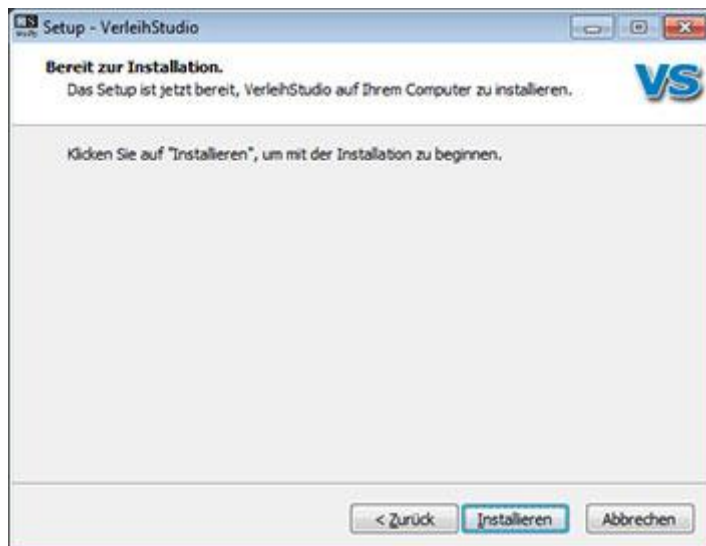 Setup - VerleihStudio
Bereit zur Installation.
Das Setup ist jetzt bereit, VerleihStudio auf Ihrem Computer zu installieren.
VS
Klicken Sie auf "Installieren", um mit der Installation zu beginnen.
< Zurück
Installieren
Abbrechen